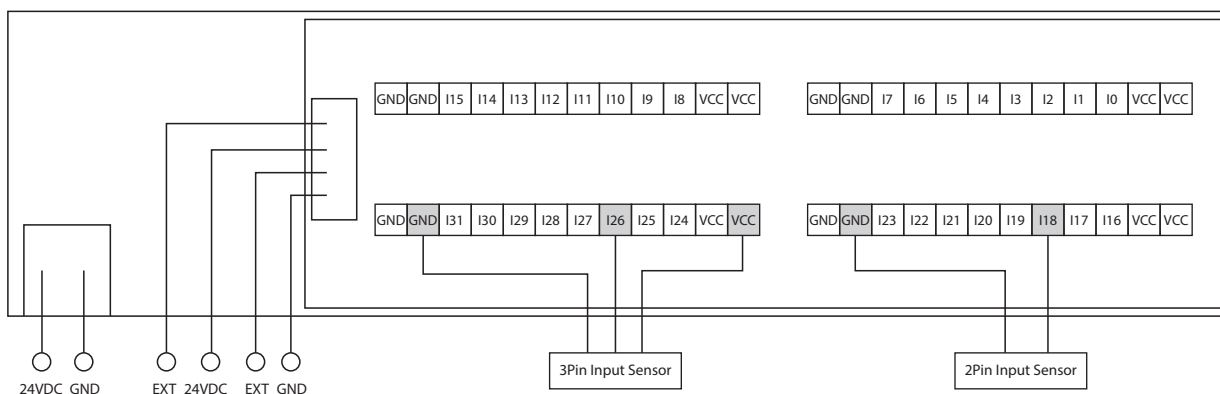 GND GND I15 I14 I13 I12 I11 I10 I9 I8 VCC VCC
GND GND I7 I6 I5 I4 I3 I2 I1 I0 VCC VCC
GND GND I31 I30 I29 I28 I27 I26 I25 I24 VCC VCC
GND GND I23 I22 I21 I20 I19 I18 I17 I16 VCC VCC
3Pin Input Sensor
2Pin Input Sensor
24VDC GND EXT 24VDC EXT GND